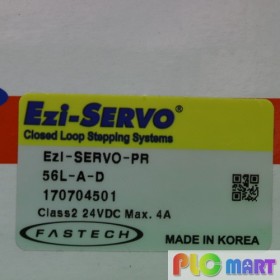 Ezi-SERVO®
Closed Loop Stepping Systems
Ezi-SERVO-PR
56L-A-D
170704501
Class2 24VDC Max. 4A
FASTECH
MADE IN KOREA
PLC mart